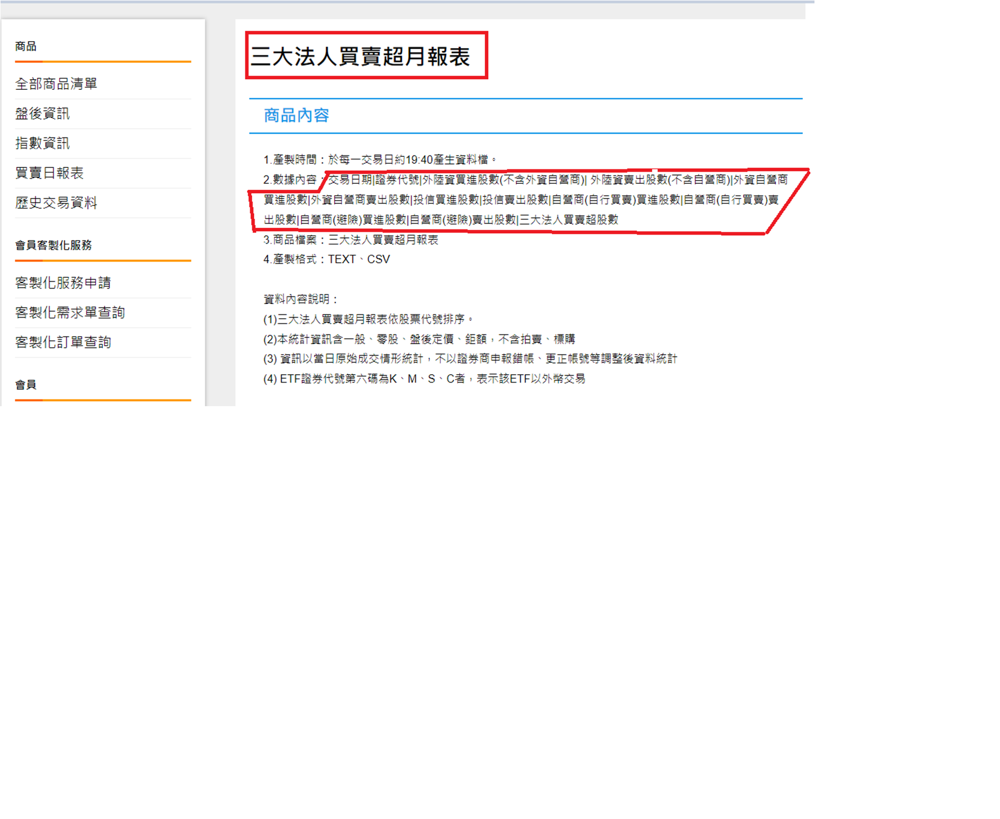 商品
全部商品清單
盤後資訊
指數資訊
買賣日報表
歷史交易資料
會員客製化服務
客製化服務申請
客製化需求單查詢
客製化訂單查詢
會員
三大法人買賣超月報表
商品內容
1.產製時間：於每一交易日約19:40產生資料檔。
2.數據內容：交易日期|證券代號|外陸資買進股數(不含外資自營商)| 外陸資賣出股數(不含自營商)|外資自營商
買進股數|外資自營商賣出股數|投信買進股數|投信賣出股數|自營商(自行買賣)買進股數|自營商(自行買賣)賣
出股數|自營商(避險)買進股數|自營商(避險)賣出股數|三大法人買賣超股數
3.商品檔案：三大法人買賣超月報表
4.產製格式：TEXT、CSV
資料內容說明：
(1)三大法人買賣超月報表依股票代號排序。
(2)本統計資訊含一般、零股、盤後定價、鉅額，不含拍賣、標購
(3) 資訊以當日原始成交情形統計，不以證券商申報錯帳、更正帳號等調整後資料統計
(4) ETF證券代號第六碼為K、M、S、C者，表示該ETF以外幣交易